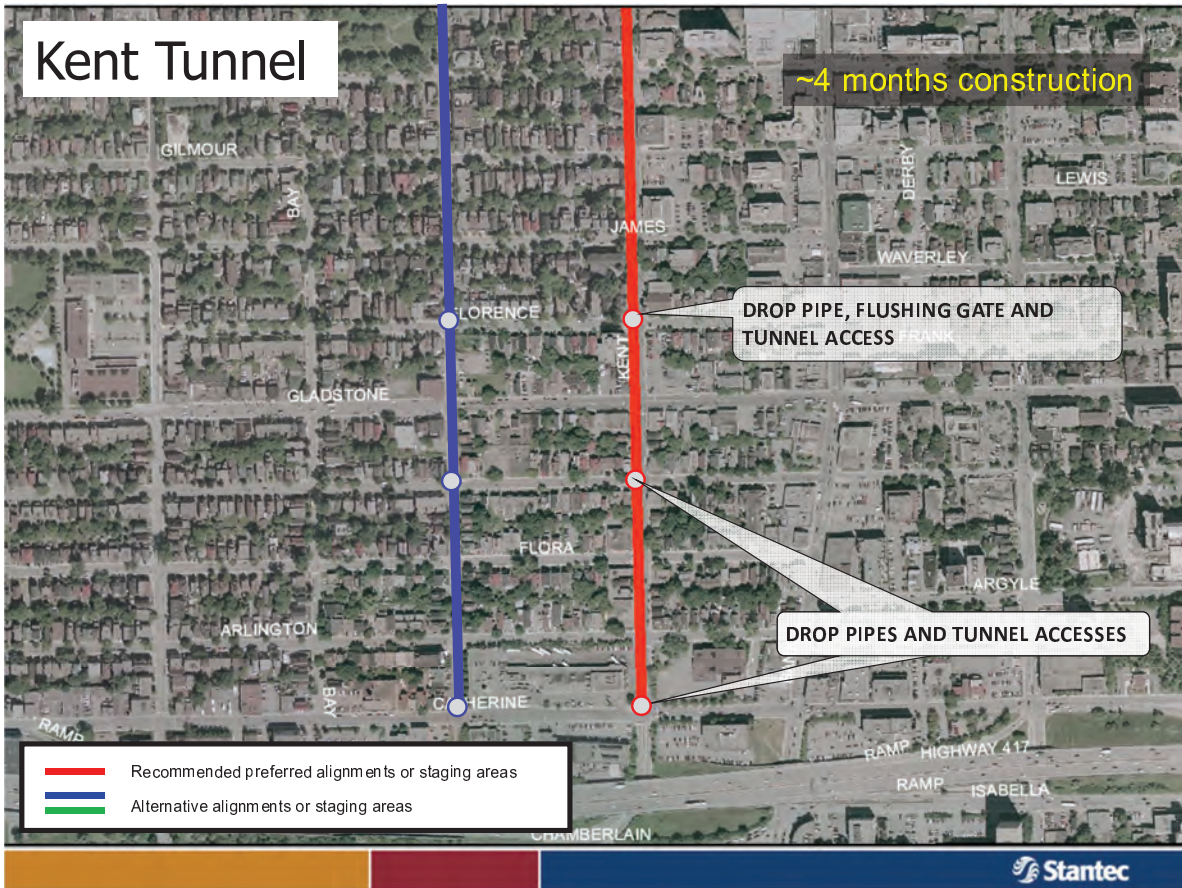 Kent Tunnel
~4 months construction
GILMOUR
BAY
DERBY
LEWIS
JAMES
WAVERLEY
FLORENCE
DROP PIPE, FLUSHING GATE AND
TUNNEL ACCESS
FRANK
KENT
GLADSTONE
FLORA
ARGYLE
ARLINGTON
DROP PIPES AND TUNNEL ACCESSES
BAY
CATHERINE
RAMP
RAMP
HIGHWAY 417
RAMP
ISABELLA
Recommended preferred alignments or staging areas
Alternative alignments or staging areas
CHAMBERLAIN
Stantec